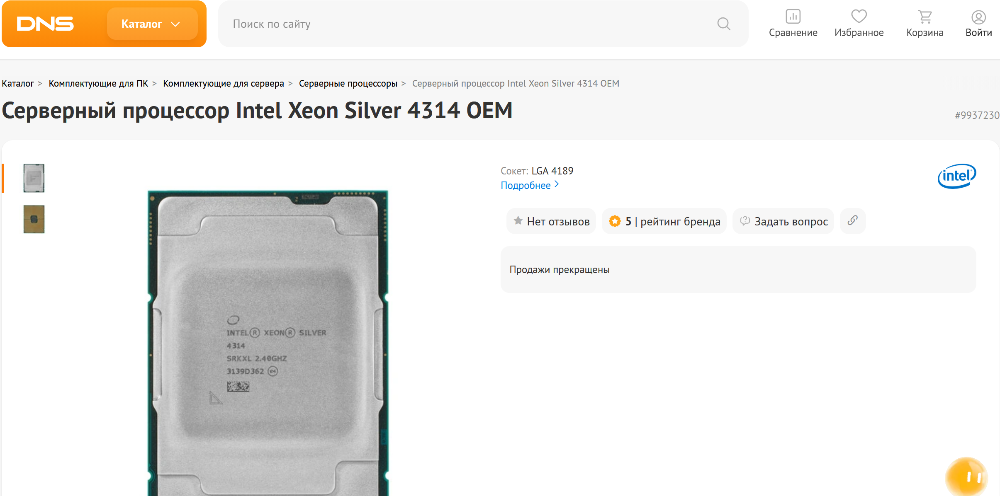 DNS
Каталог
Поиск по сайту
Сравнение
Избранное
Корзина
Войти
Каталог > Комплектующие для ПК > Комплектующие для сервера > Серверные процессоры > Серверный процессор Intel Xeon Silver 4314 OEM
Серверный процессор Intel Xeon Silver 4314 OEM
#9937230
Сокет: LGA 4189
Подробнее >
intel
Нет отзывов
5 | рейтинг бренда
Задать вопрос
Продажи прекращены
INTEL® XEON® SILVER
4314
SRKXL 2.40GHZ
3139D362 e4